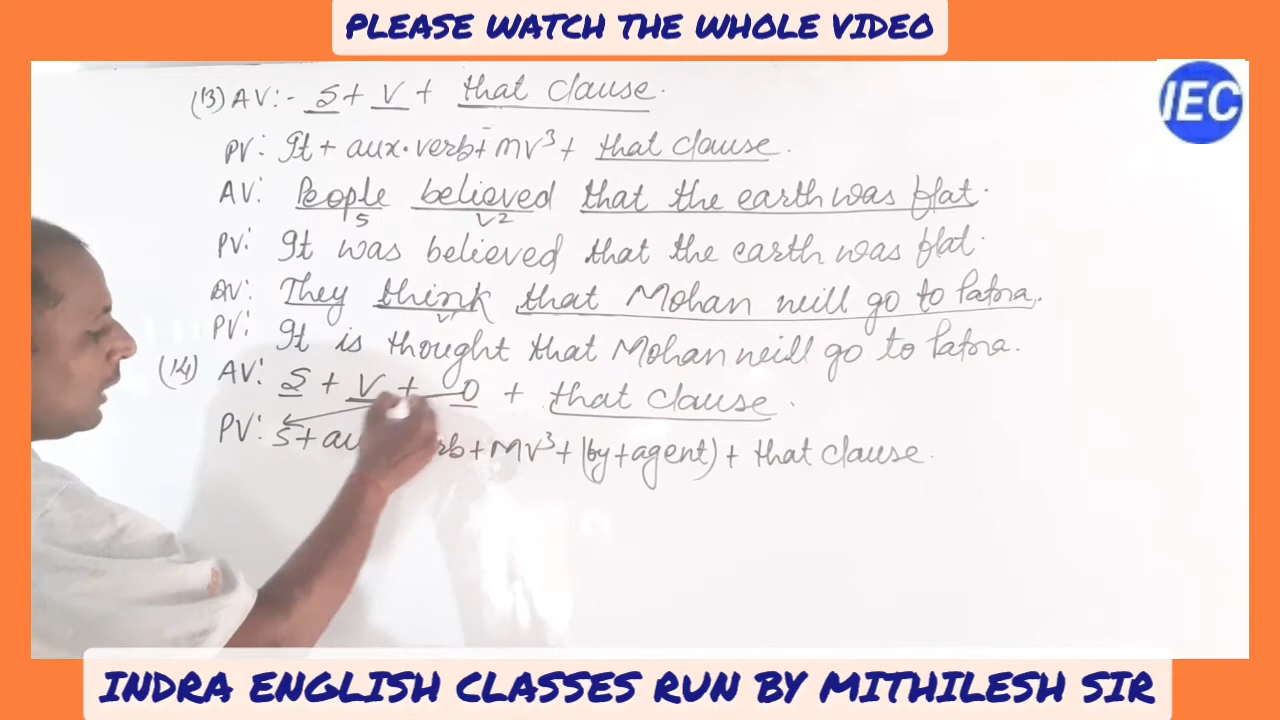 PLEASE WATCH THE WHOLE VIDEO
IEC
(13) AV:- S + V + that clause.
PV: It + aux. verb + MV3 + that clause.
AV: People believed that the earth was flat.
S V2
PV: It was believed that the earth was flat.
AV: They think that Mohan will go to Patna.
V1
PV: It is thought that Mohan will go to Patna.
(14) AV: S + V + O + that clause.
PV: S + au rb + MV3 + (by + agent) + that clause.
INDRA ENGLISH CLASSES RUN BY MITHILESH SIR